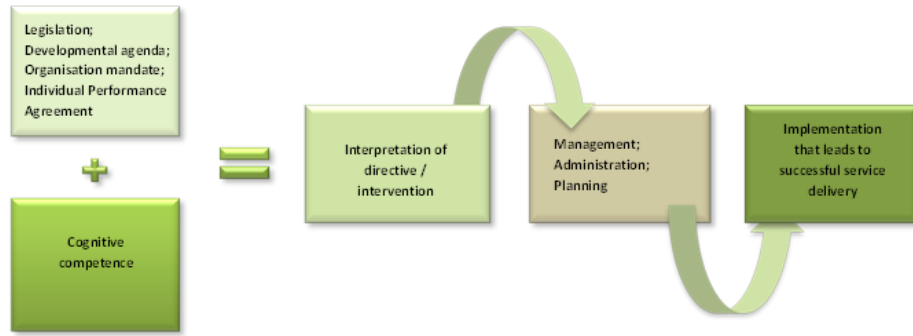 Legislation;
Developmental agenda;
Organisation mandate;
Individual Performance
Agreement
+
Cognitive
competence
=
Interpretation of
directive /
intervention
Management;
Administration;
Planning
Implementation
that leads to
successful service
delivery